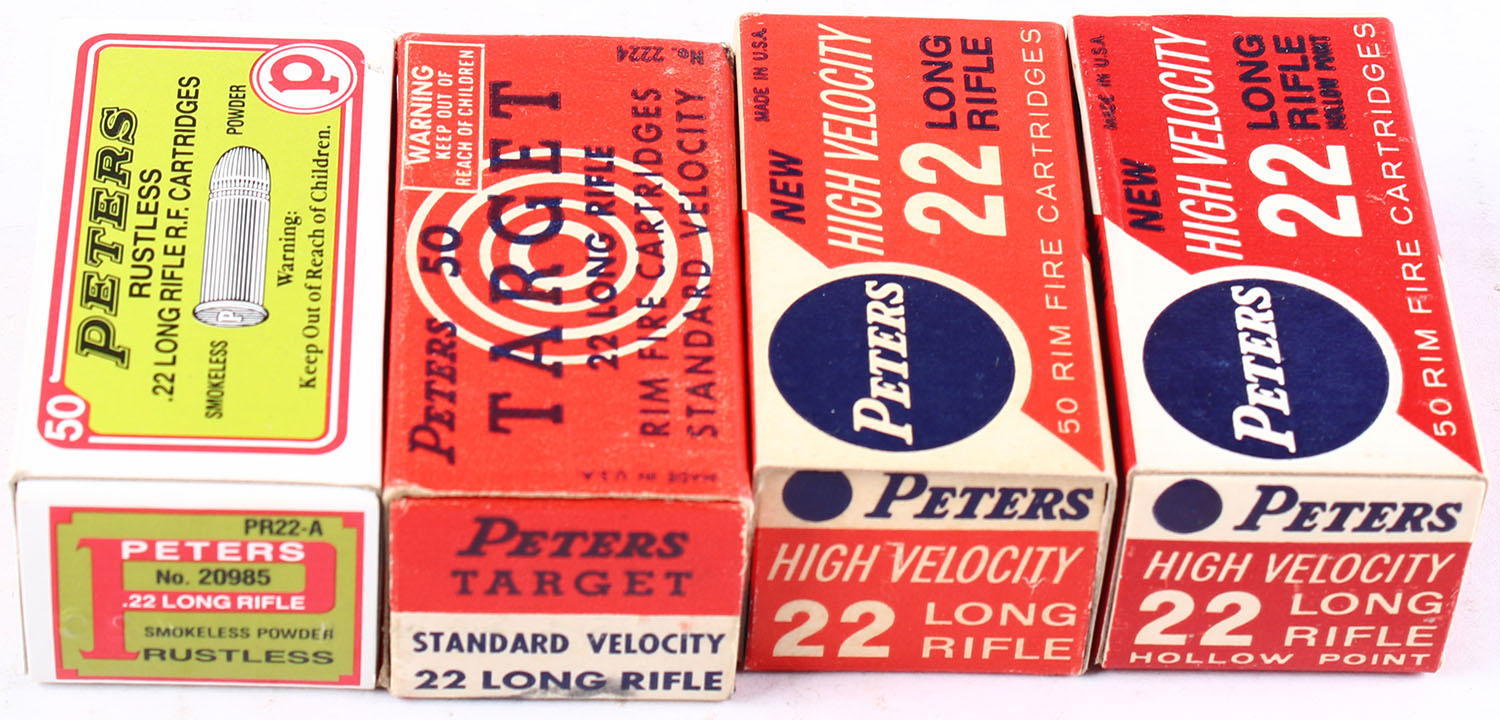 50
PETERS
RUSTLESS
.22 LONG RIFLE R.F. CARTRIDGES
SMOKELESS POWDER
P
P
Warning:
Keep Out of Reach of Children.
PR22-A
1
PETERS
No. 20985
.22 LONG RIFLE
SMOKELESS POWDER
RUSTLESS
WARNING
KEEP OUT OF
REACH OF CHILDREN
No. 2224
PETERS 50
TARGET
22 LONG RIFLE
RIM FIRE CARTRIDGES
STANDARD VELOCITY
MADE IN U.S.A.
PETERS
TARGET
STANDARD VELOCITY
22 LONG RIFLE
MADE IN U.S.A.
NEW
HIGH VELOCITY
22 LONG
RIFLE
50 RIM FIRE CARTRIDGES
PETERS
PETERS
HIGH VELOCITY
22 LONG
RIFLE
MADE IN U.S.A.
NEW
HIGH VELOCITY
22 LONG
RIFLE
HOLLOW POINT
50 RIM FIRE CARTRIDGES
PETERS
PETERS
HIGH VELOCITY
22 LONG
RIFLE
HOLLOW POINT